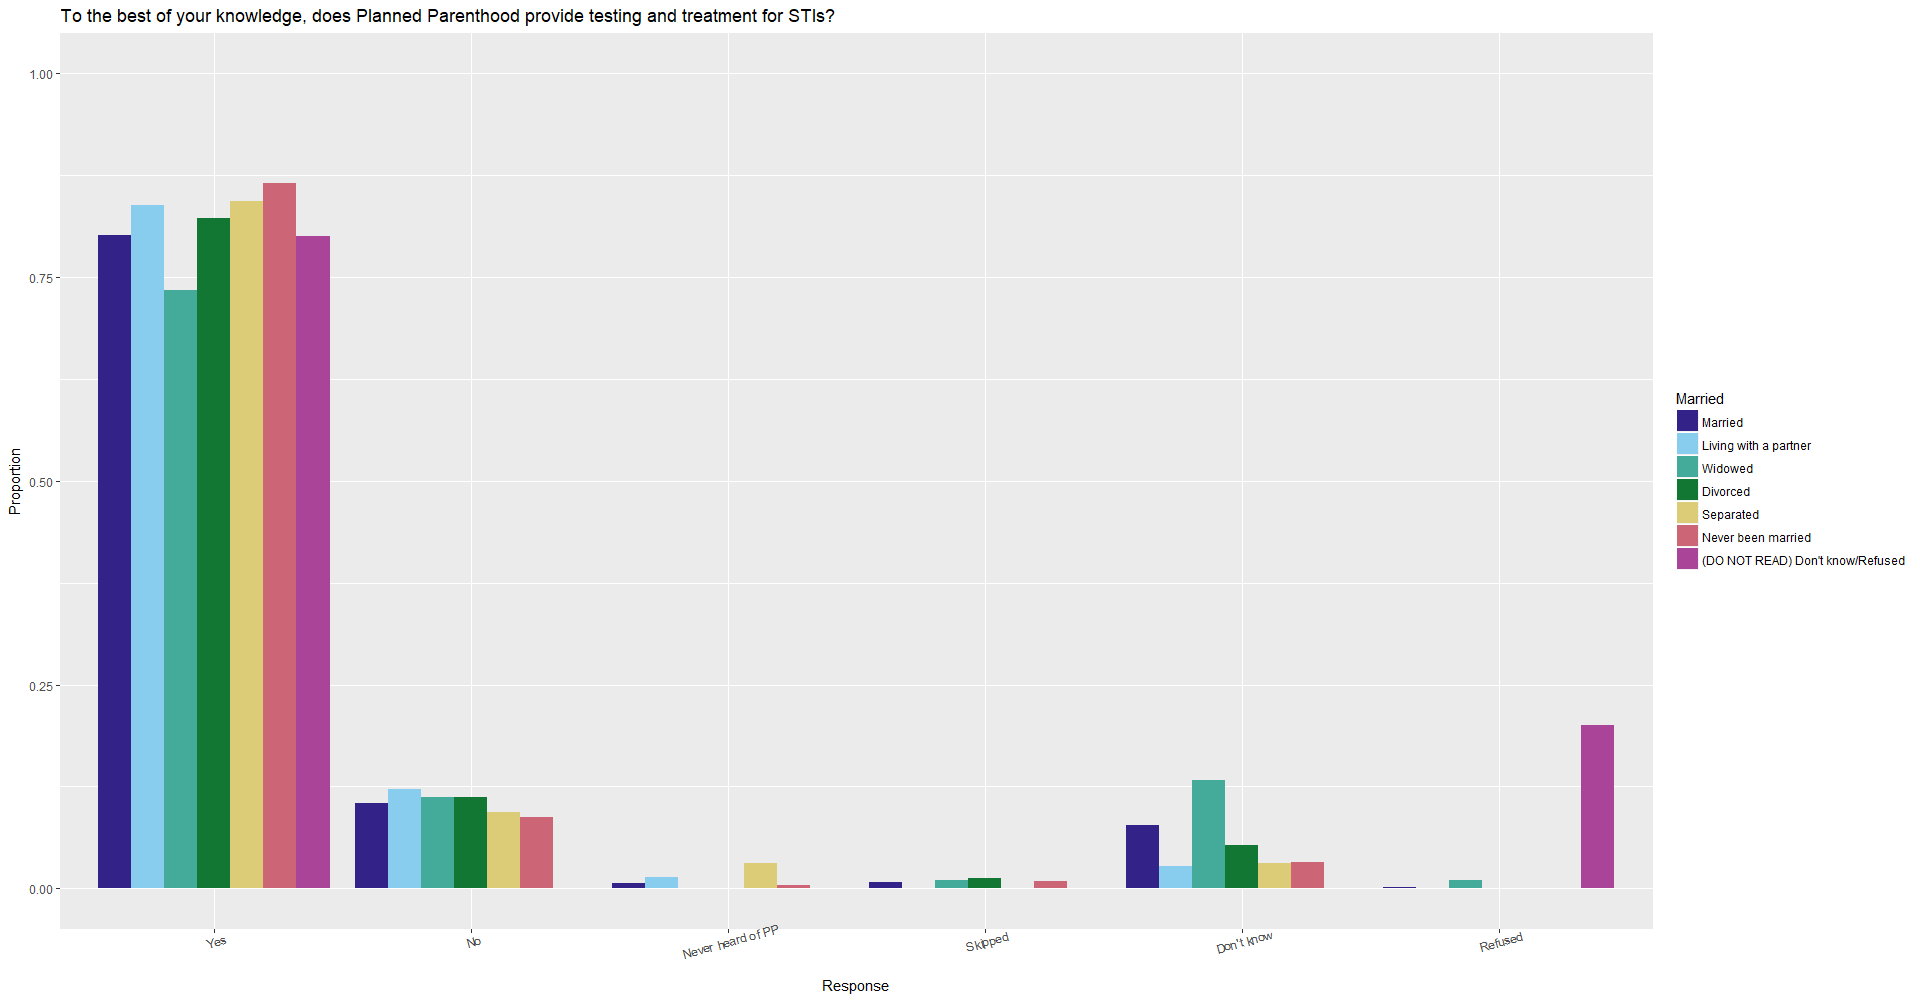 To the best of your knowledge, does Planned Parenthood provide testing and treatment for STIs?
1.00
0.75
0.50
0.25
0.00
Proportion
Yes
No
Never heard of PP
Skipped
Don't know
Refused
Response
Married
Married
Living with a partner
Widowed
Divorced
Separated
Never been married
(DO NOT READ) Don't know/Refused